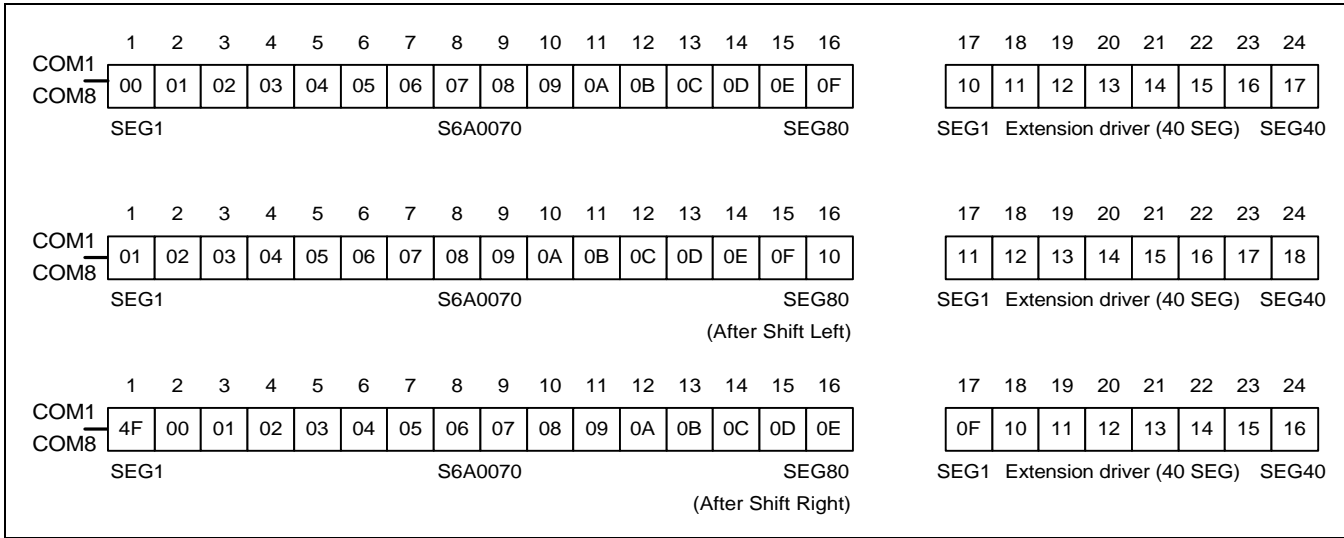 1 2 3 4 5 6 7 8 9 10 11 12 13 14 15 16 17 18 19 20 21 22 23 24
COM1
00 01 02 03 04 05 06 07 08 09 0A 0B 0C 0D 0E 0F 10 11 12 13 14 15 16 17
COM8
SEG1 S6A0070 SEG80 SEG1 Extension driver (40 SEG) SEG40
1 2 3 4 5 6 7 8 9 10 11 12 13 14 15 16 17 18 19 20 21 22 23 24
COM1
01 02 03 04 05 06 07 08 09 0A 0B 0C 0D 0E 0F 10 11 12 13 14 15 16 17 18
COM8
SEG1 S6A0070 SEG80 SEG1 Extension driver (40 SEG) SEG40
(After Shift Left)
1 2 3 4 5 6 7 8 9 10 11 12 13 14 15 16 17 18 19 20 21 22 23 24
COM1
4F 00 01 02 03 04 05 06 07 08 09 0A 0B 0C 0D 0E 0F 10 11 12 13 14 15 16
COM8
SEG1 S6A0070 SEG80 SEG1 Extension driver (40 SEG) SEG40
(After Shift Right)